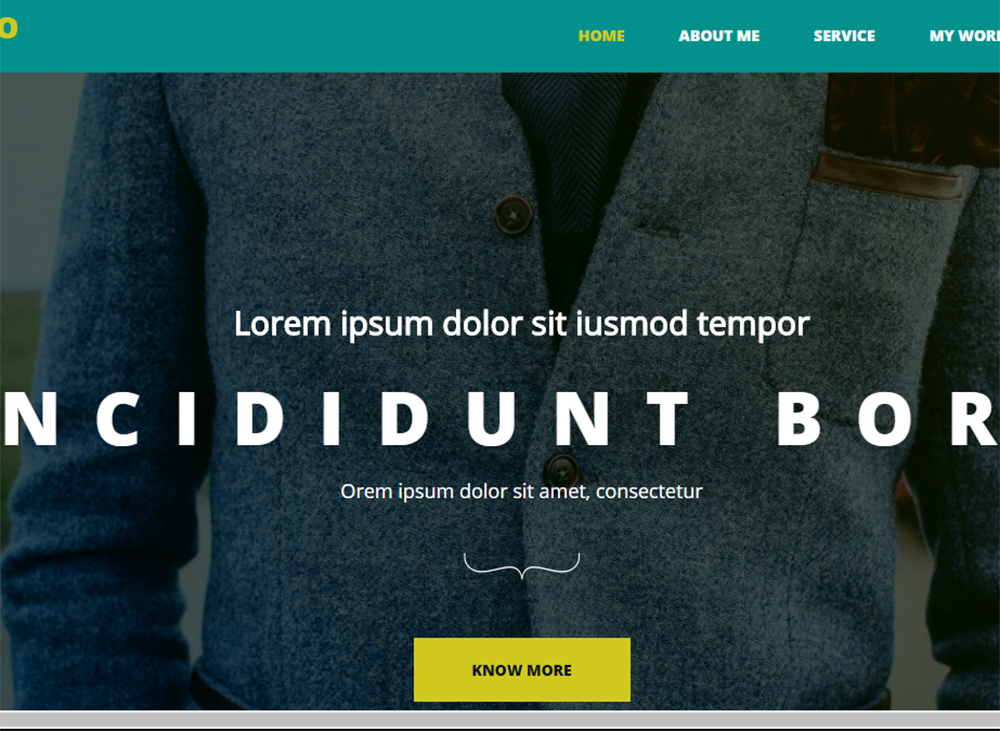 o HOME ABOUT ME SERVICE MY WOR
Lorem ipsum dolor sit iusmod tempor
NCIDIDUNT BOR
Orem ipsum dolor sit amet, consectetur
KNOW MORE